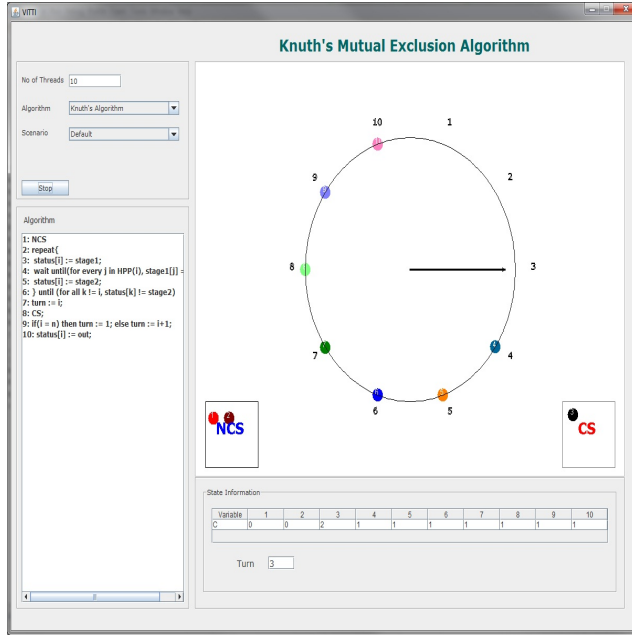 VITTI
Knuth's Mutual Exclusion Algorithm
No of Threads 10
Algorithm Knuth's Algorithm
Scenario Default
Stop
Algorithm
1: NCS
2: repeat{
3: status[i] := stage1;
4: wait until(for every j in HPP(i), stage1[j] =
5: status[i] := stage2;
6: } until (for all k != i, status[k] != stage2)
7: turn := i;
8: CS;
9: if(i = n) then turn := 1; else turn := i+1;
10: status[i] := out;
10 1
9 2
8 3
7 4
6 5
NCS
CS
State Information
Variable 1 2 3 4 5 6 7 8 9 10
C 0 0 2 1 1 1 1 1 1 1
Turn 3